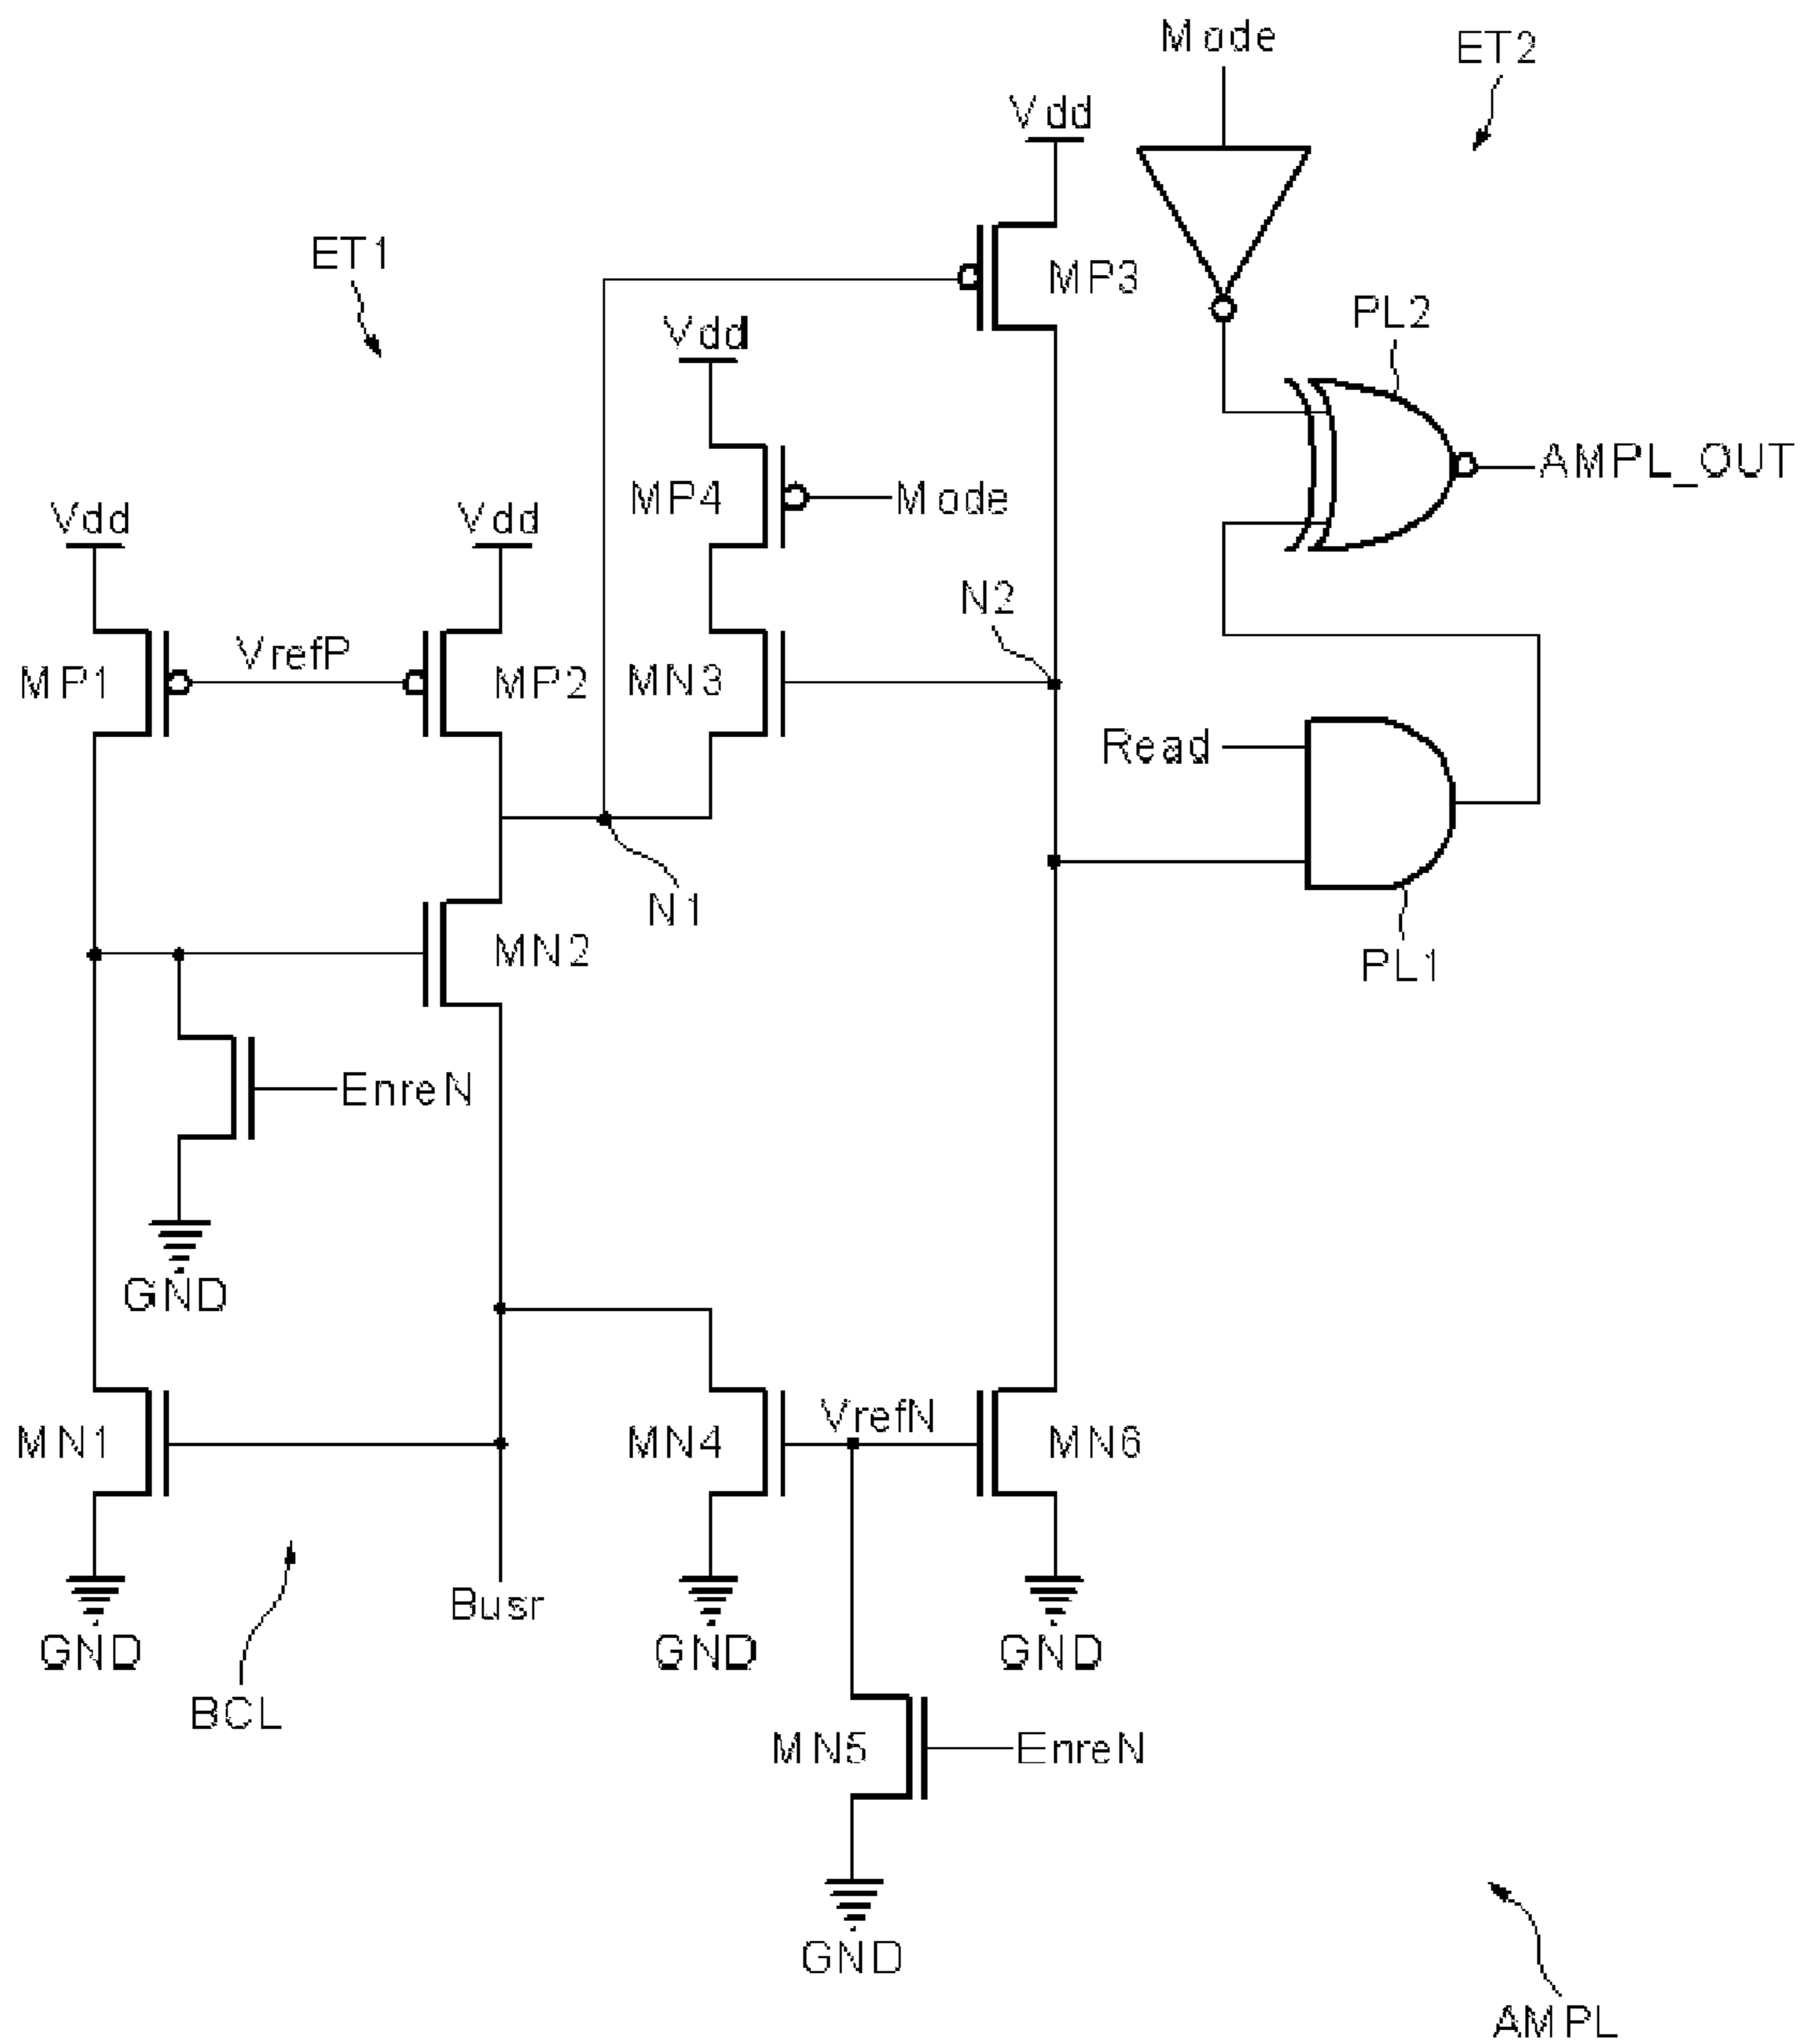 Mode
ET2
Vdd
ET1
MP3
PL2
Vdd
MP4
Mode
AMPL_OUT
Vdd
Vdd
N2
MP1
VrefP
MP2
MN3
Read
N1
MN2
PL1
EnreN
GND
MN1
MN4
VrefN
MN6
Busr
GND
GND
GND
BCL
MN5
EnreN
GND
AMPL